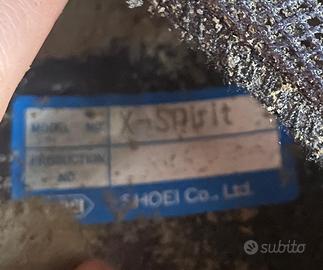 MODEL NO. X-Spirit
PRODUCTION NO.
SHOEI Co., Ltd.
subito